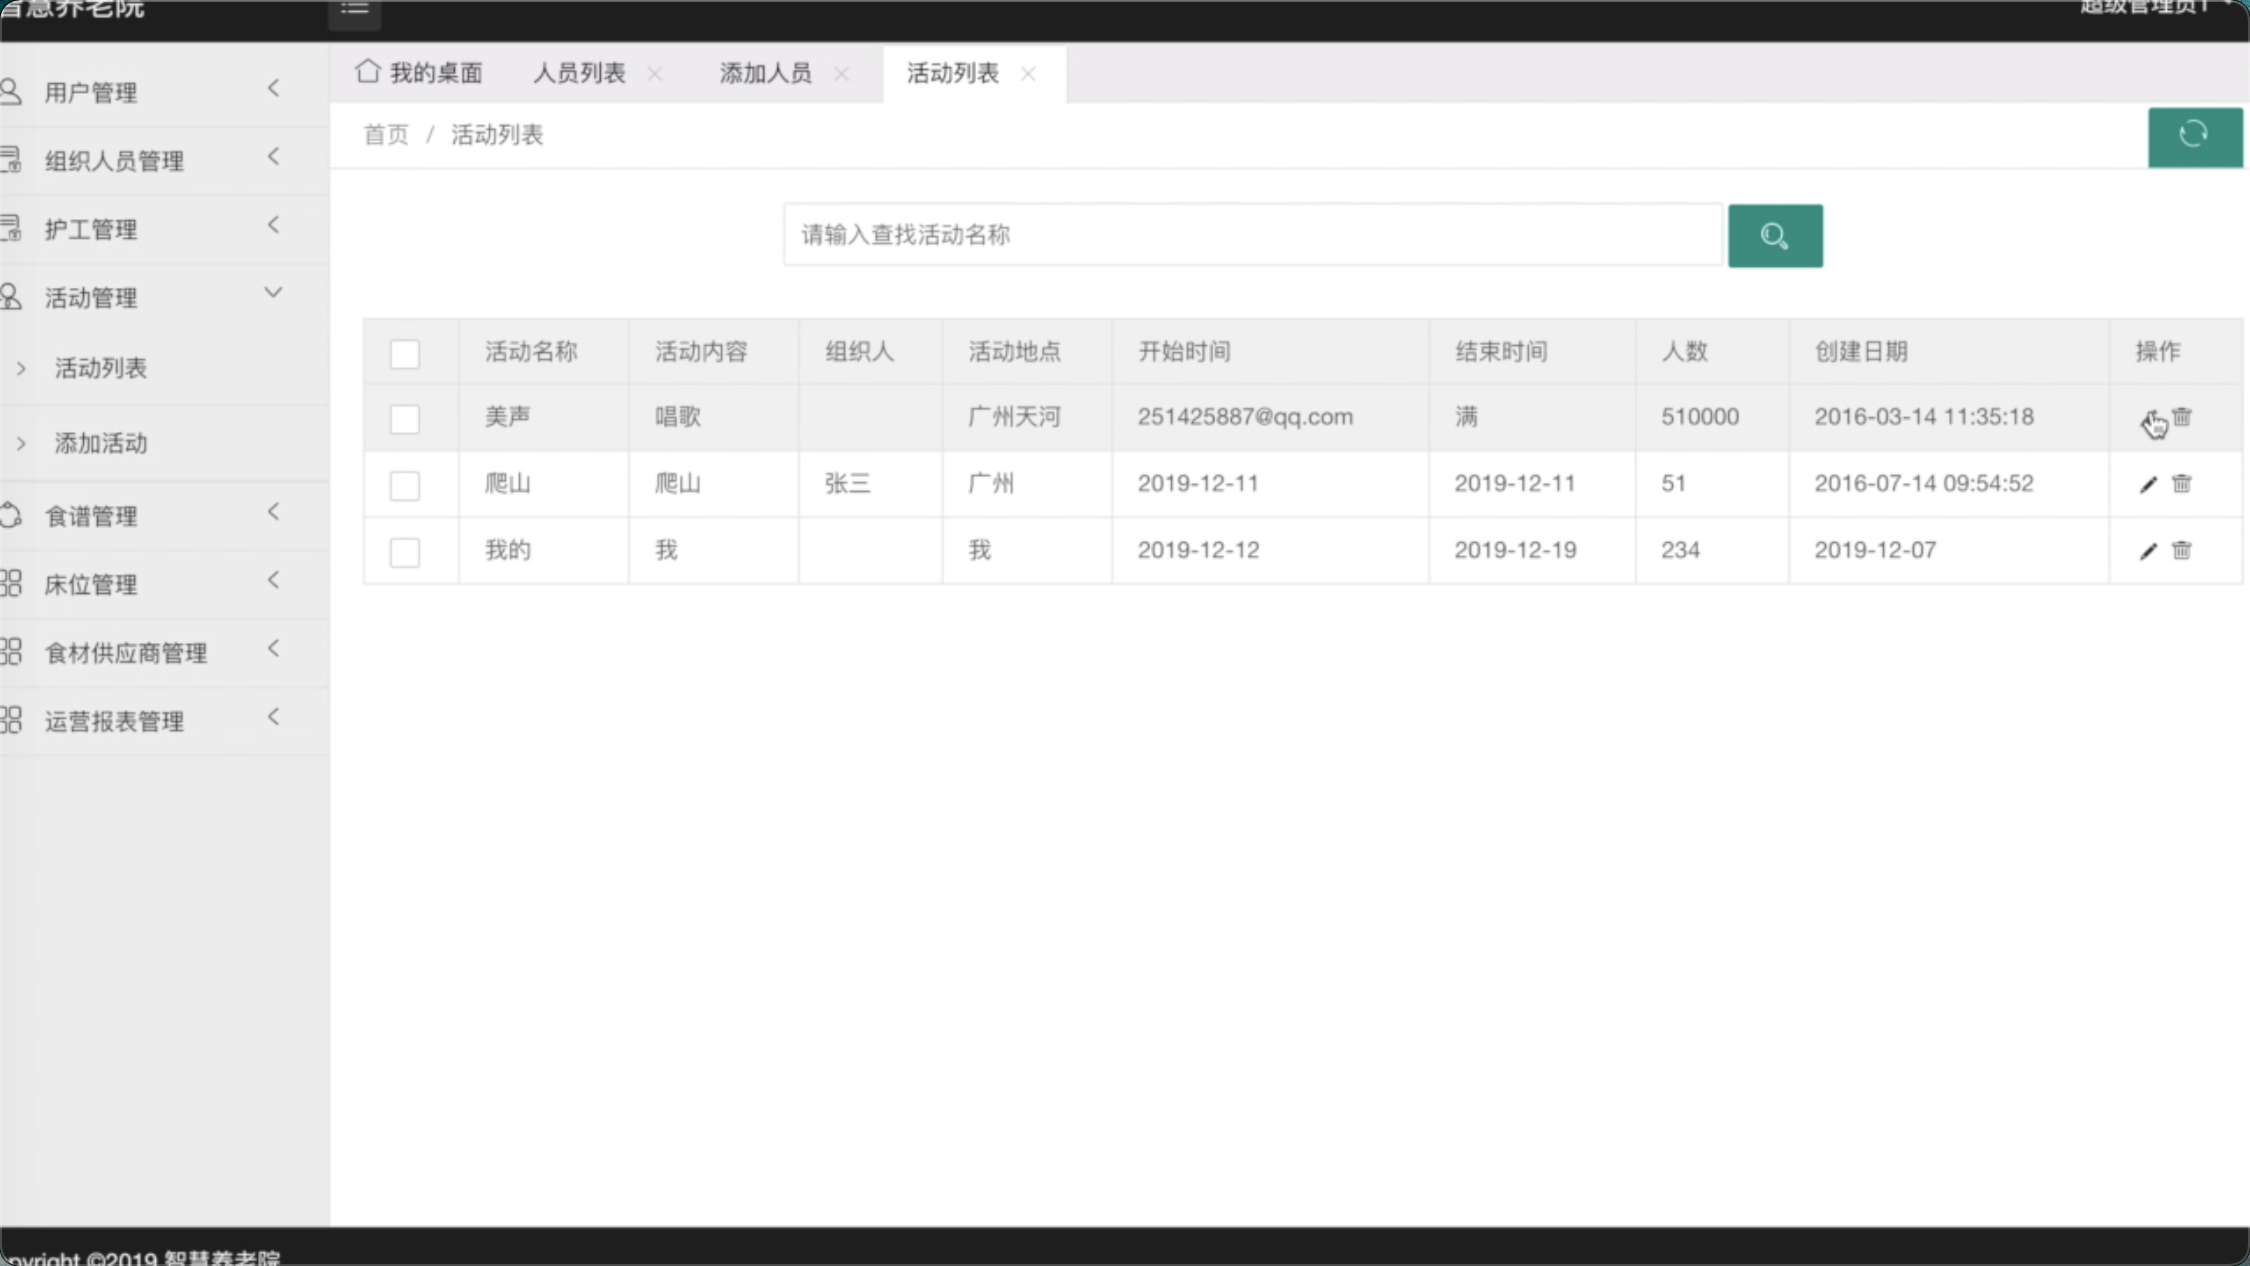 智慧养老院
超级管理员1
我的桌面 人员列表 添加人员 活动列表
用户管理
组织人员管理
护工管理
活动管理
活动列表
添加活动
食谱管理
床位管理
食材供应商管理
运营报表管理
首页 / 活动列表
请输入查找活动名称
活动名称 活动内容 组织人 活动地点 开始时间 结束时间 人数 创建日期 操作
美声 唱歌 广州天河 251425887@qq.com 满 510000 2016-03-14 11:35:18
爬山 爬山 张三 广州 2019-12-11 2019-12-11 51 2016-07-14 09:54:52
我的 我 我 2019-12-12 2019-12-19 234 2019-12-07
pyright ©2019 智慧养老院